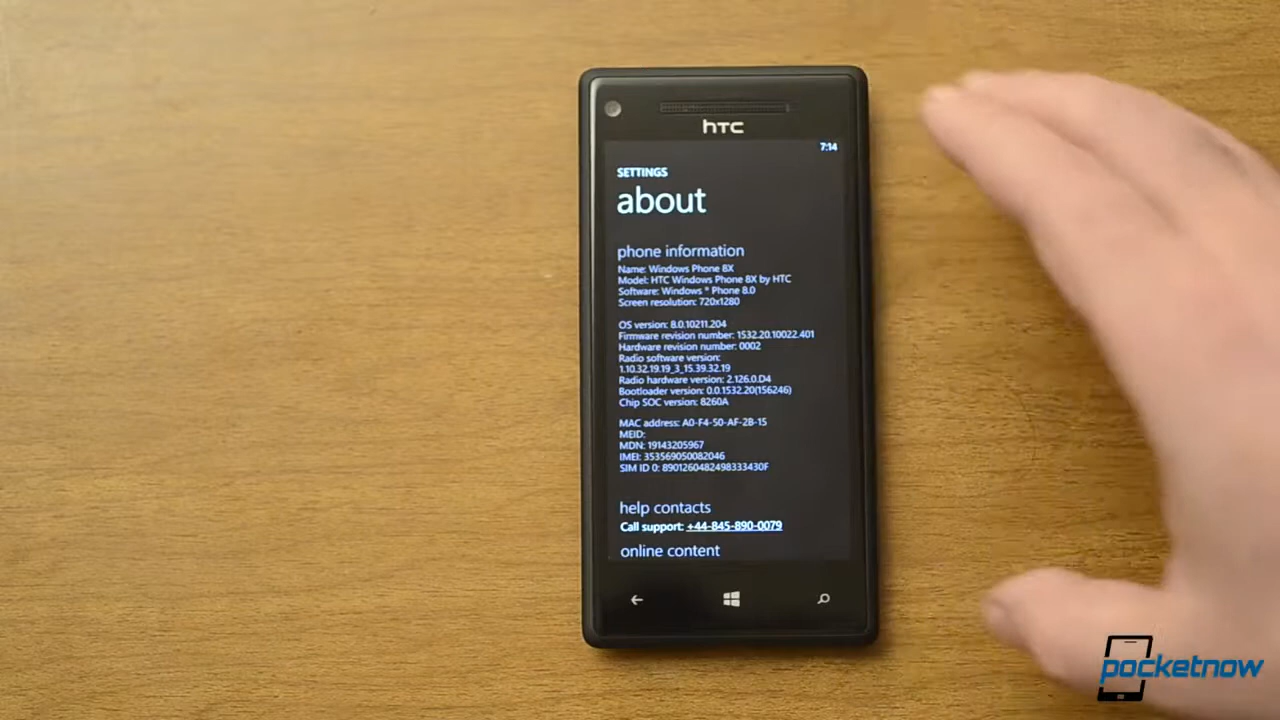 hTC
7:14
SETTINGS
about
phone information
Name: Windows Phone 8X
Model: HTC Windows Phone 8X by HTC
Software: Windows ® Phone 8.0
Screen resolution: 720x1280
OS version: 8.0.10211.204
Firmware revision number: 1532.20.10022.401
Hardware revision number: 0002
Radio software version:
1.10.32.19.19_3_15.39.32.19
Radio hardware version: 2.126.0.D4
Bootloader version: 0.0.1532.20(156246)
Chip SOC version: 8260A
MAC address: A0-F4-50-AF-2B-15
MEID:
MDN: 19143205967
IMEI: 353569050082046
SIM ID 0: 8901260482498333430F
help contacts
Call support: +44-845-890-0079
online content
pocketnow